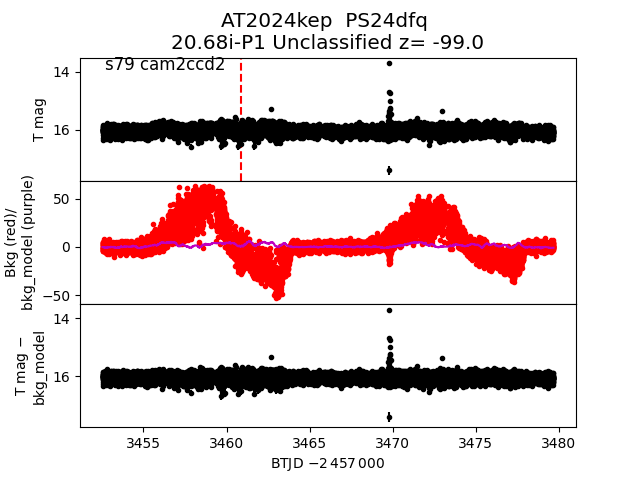 AT2024kep  PS24dfq
20.68i-P1 Unclassified z= -99.0
s79 cam2ccd2
14
16
T mag
50
0
−50
Bkg (red)/
bkg_model (purple)
14
16
T mag −
bkg_model
3455
3460
3465
3470
3475
3480
BTJD −2 457 000